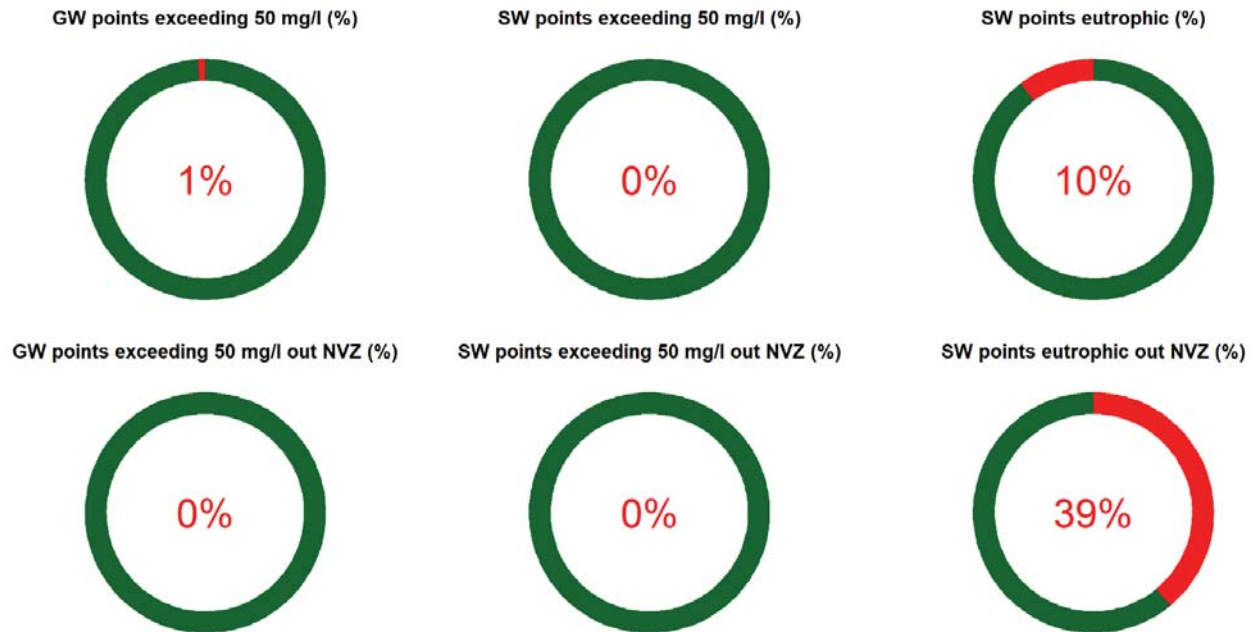 GW points exceeding 50 mg/l (%)
SW points exceeding 50 mg/l (%)
SW points eutrophic (%)
1%
0%
10%
GW points exceeding 50 mg/l out NVZ (%)
SW points exceeding 50 mg/l out NVZ (%)
SW points eutrophic out NVZ (%)
0%
0%
39%